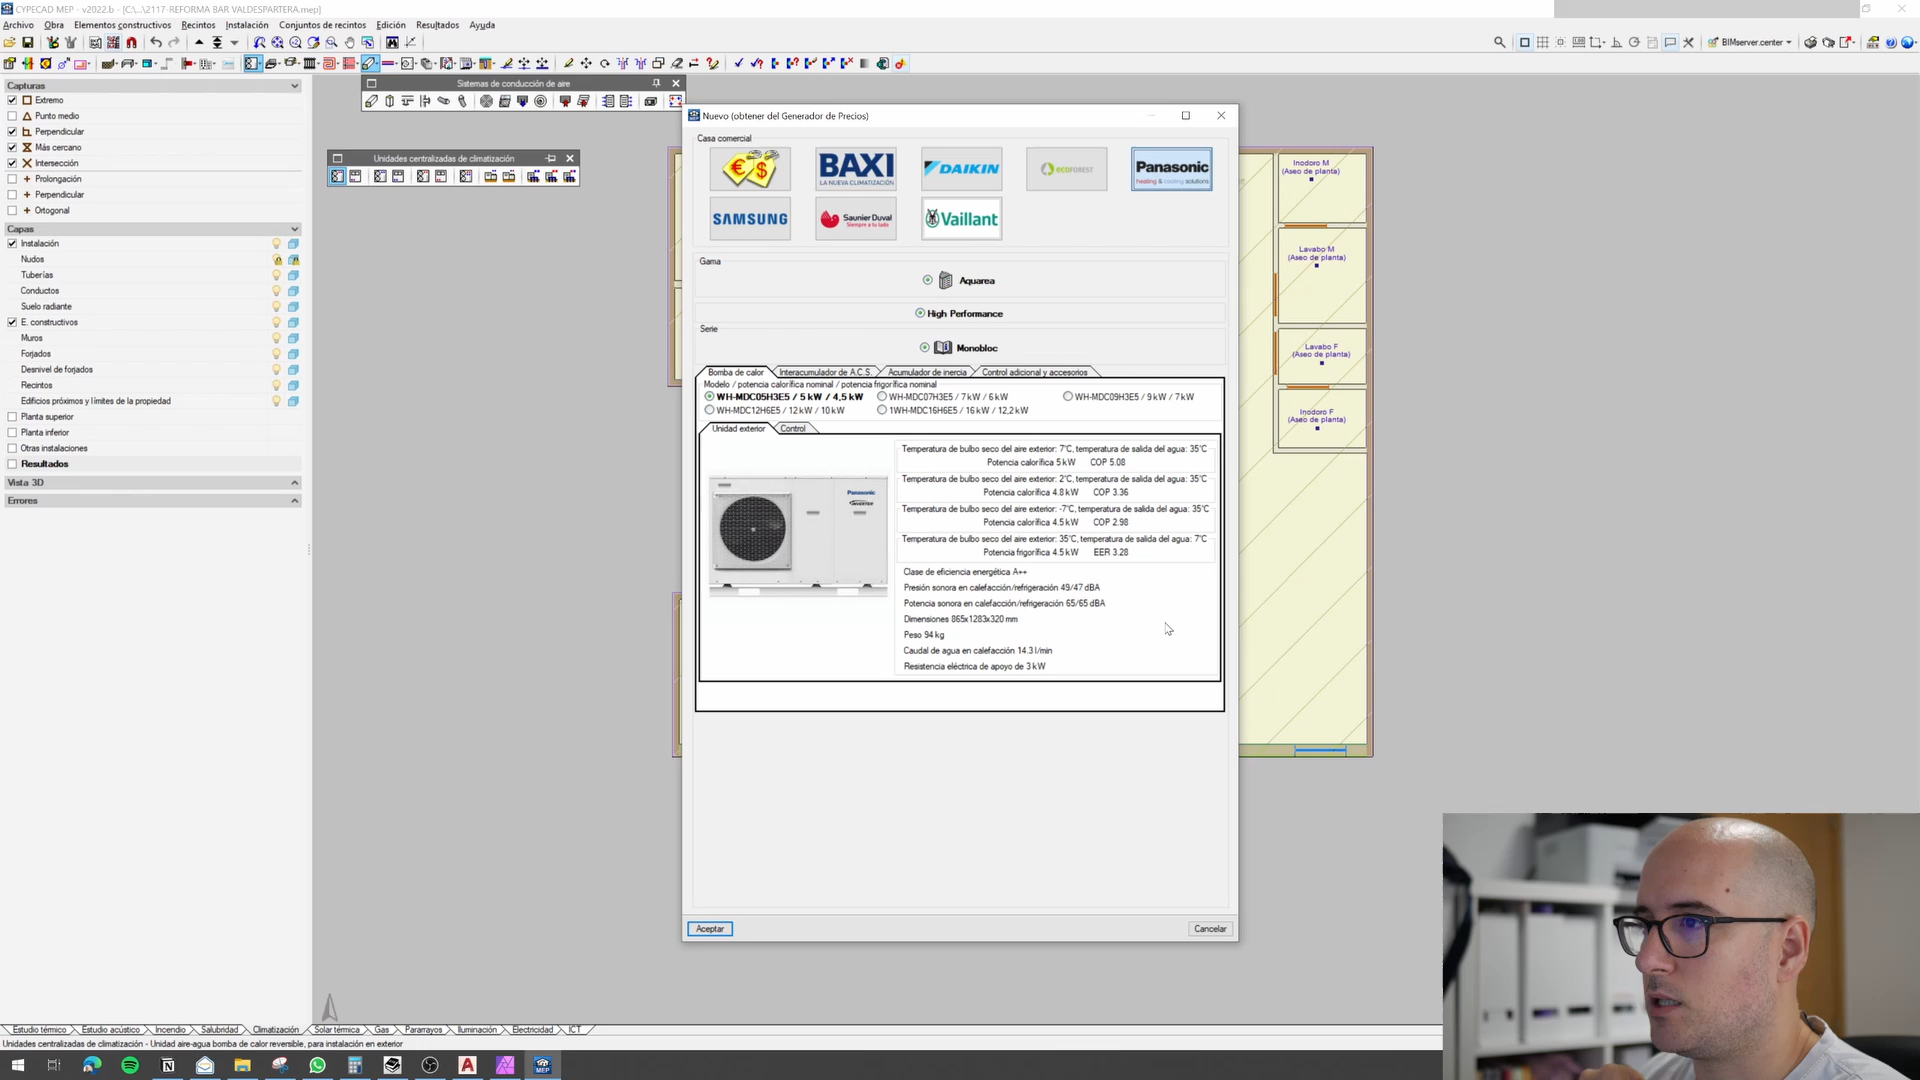 CYPECAD MEP - v2022.b - [C:\...\2117-REFORMA BAR VALDESPARTERA.mep]
Archivo Obra Elementos constructivos Recintos Instalación Conjuntos de recintos Edición Resultados Ayuda
BIMserver.center
Capturas
Extremo
Punto medio
Perpendicular
Más cercano
Intersección
Prolongación
Perpendicular
Ortogonal
Capas
Instalación
Nudos
Tuberías
Conductos
Suelo radiante
E. constructivos
Muros
Forjados
Desnivel de forjados
Recintos
Edificios próximos y límites de la propiedad
Planta superior
Planta inferior
Otras instalaciones
Resultados
Vista 3D
Errores
Sistemas de conducción de aire
Unidades centralizadas de climatización
Nuevo (obtener del Generador de Precios)
Casa comercial
BAXI
LA NUEVA CLIMATIZACIÓN
DAIKIN
ECOFOREST
Panasonic
heating & cooling solutions
SAMSUNG
Saunier Duval
Siempre a tu lado
Vaillant
Gama
Aquarea
High Performance
Serie
Monobloc
Bomba de calor Interacumulador de A.C.S. Acumulador de inercia Control adicional y accesorios
Modelo / potencia calorífica nominal / potencia frigorífica nominal
WH-MDC05H3E5 / 5 kW / 4,5 kW WH-MDC07H3E5 / 7 kW / 6 kW WH-MDC09H3E5 / 9 kW / 7 kW
WH-MDC12H6E5 / 12 kW / 10 kW 1WH-MDC16H6E5 / 16 kW / 12,2 kW
Unidad exterior Control
Panasonic
INVERTER
Temperatura de bulbo seco del aire exterior: 7°C, temperatura de salida del agua: 35°C
Potencia calorífica 5 kW COP 5.08
Temperatura de bulbo seco del aire exterior: 2°C, temperatura de salida del agua: 35°C
Potencia calorífica 4.8 kW COP 3.36
Temperatura de bulbo seco del aire exterior: -7°C, temperatura de salida del agua: 35°C
Potencia calorífica 4.5 kW COP 2.98
Temperatura de bulbo seco del aire exterior: 35°C, temperatura de salida del agua: 7°C
Potencia frigorífica 4.5 kW EER 3.28
Clase de eficiencia energética A++
Presión sonora en calefacción/refrigeración 49/47 dBA
Potencia sonora en calefacción/refrigeración 65/65 dBA
Dimensiones 865x1283x320 mm
Peso 94 kg
Caudal de agua en calefacción 14.3 l/min
Resistencia eléctrica de apoyo de 3 kW
Aceptar Cancelar
Inodoro M
(Aseo de planta)
Lavabo M
(Aseo de planta)
Lavabo F
(Aseo de planta)
Inodoro F
(Aseo de planta)
Estudio térmico Estudio acústico Incendio Salubridad Climatización Solar térmica Gas Pararrayos Iluminación Electricidad ICT
Unidades centralizadas de climatización - Unidad aire-agua bomba de calor reversible, para instalación en exterior
MEP